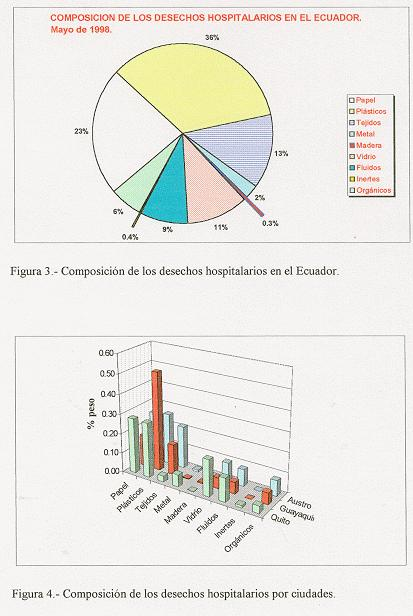 COMPOSICION DE LOS DESECHOS HOSPITALARIOS EN EL ECUADOR.
Mayo de 1998.
36%
23%
13%
2%
0.3%
11%
9%
0.4%
6%
Papel
Plásticos
Tejidos
Metal
Madera
Vidrio
Fluidos
Inertes
Orgánicos
Figura 3.- Composición de los desechos hospitalarios en el Ecuador.
0.60
0.50
0.40
0.30
0.20
0.10
0.00
% peso
Papel
Plásticos
Tejidos
Metal
Madera
Vidrio
Fluidos
Inertes
Orgánicos
Austro
Guayaquil
Quito
Figura 4.- Composición de los desechos hospitalarios por ciudades.